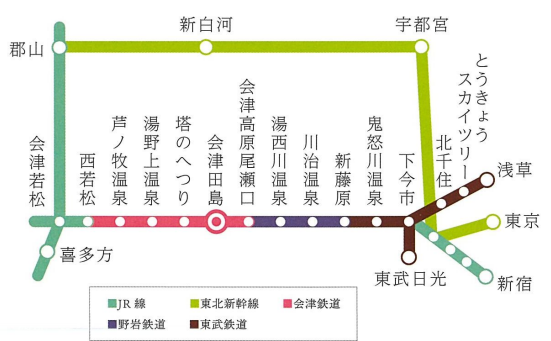 新白河
宇都宮
郡山
とうきょう
スカイツリー
北千住
浅草
東京
新宿
会津若松
西若松
芦ノ牧温泉
湯野上温泉
塔のへつり
会津田島
会津高原尾瀬口
湯西川温泉
川治温泉
新藤原
鬼怒川温泉
下今市
喜多方
東武日光
JR線 東北新幹線 会津鉄道
野岩鉄道 東武鉄道